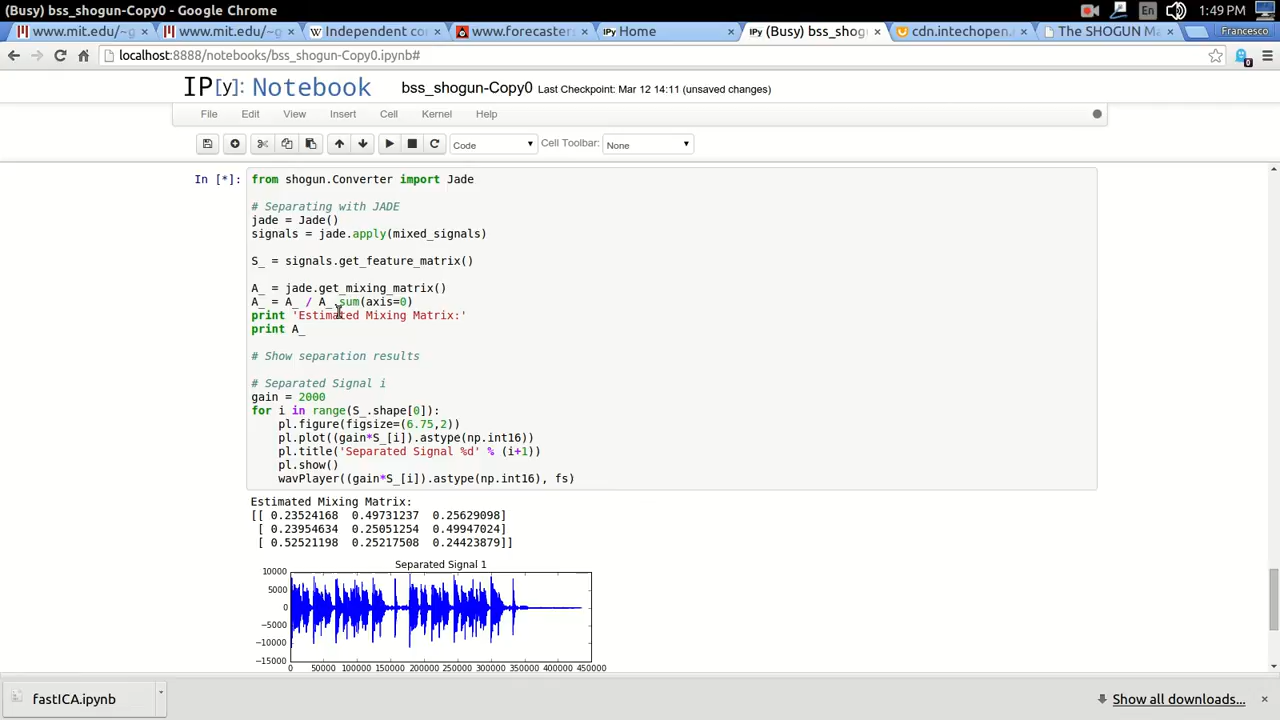 (Busy) bss_shogun-Copy0 - Google Chrome
En
1:49 PM
www.mit.edu/~g
www.mit.edu/~g
Independent co
www.forecaster
IPy Home
IPy (Busy) bss_shog
cdn.intechopen.
The SHOGUN Ma
Francesco
localhost:8888/notebooks/bss_shogun-Copy0.ipynb#
0
IP[y]: Notebook
bss_shogun-Copy0 Last Checkpoint: Mar 12 14:11 (unsaved changes)
File Edit View Insert Cell Kernel Help
Code
Cell Toolbar: None
In [*]:
from shogun.Converter import Jade
# Separating with JADE
jade = Jade()
signals = jade.apply(mixed_signals)
S_ = signals.get_feature_matrix()
A_ = jade.get_mixing_matrix()
A_ = A_ / A_.sum(axis=0)
print 'Estimated Mixing Matrix:'
print A_
# Show separation results
# Separated Signal i
gain = 2000
for i in range(S_.shape[0]):
pl.figure(figsize=(6.75,2))
pl.plot((gain*S_[i]).astype(np.int16))
pl.title('Separated Signal %d' % (i+1))
pl.show()
wavPlayer((gain*S_[i]).astype(np.int16), fs)
Estimated Mixing Matrix:
[[ 0.23524168 0.49731237 0.25629098]
[ 0.23954634 0.25051254 0.49947024]
[ 0.52521198 0.25217508 0.24423879]]
Separated Signal 1
10000
5000
0
−5000
−10000
−15000
0 50000 100000 150000 200000 250000 300000 350000 400000 450000
fastICA.ipynb
Show all downloads...